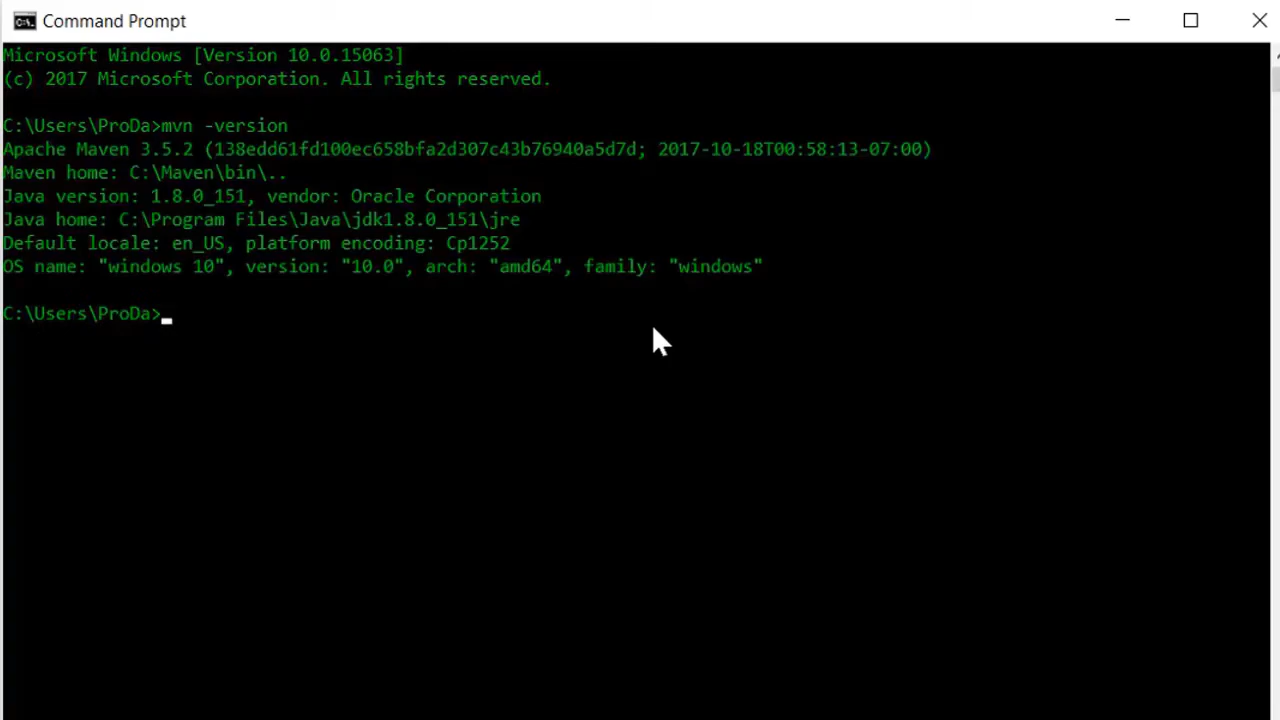 Command Prompt
Microsoft Windows [Version 10.0.15063]
(c) 2017 Microsoft Corporation. All rights reserved.
C:\Users\ProDa>mvn -version
Apache Maven 3.5.2 (138edd61fd100ec658bfa2d307c43b76940a5d7d; 2017-10-18T00:58:13-07:00)
Maven home: C:\Maven\bin\..
Java version: 1.8.0_151, vendor: Oracle Corporation
Java home: C:\Program Files\Java\jdk1.8.0_151\jre
Default locale: en_US, platform encoding: Cp1252
OS name: "windows 10", version: "10.0", arch: "amd64", family: "windows"
C:\Users\ProDa>